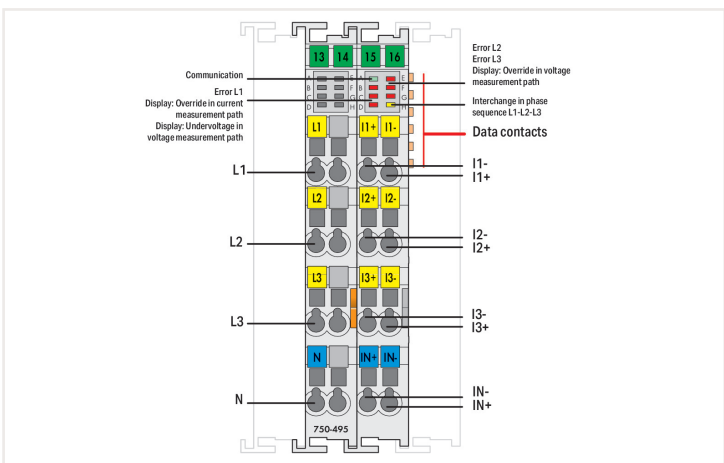 13 14 15 16
Communication
Error L1
Display: Override in current
measurement path
Display: Undervoltage in
voltage measurement path
A E A E
B F B F
C G C G
D H D H
Error L2
Error L3
Display: Override in voltage
measurement path
Interchange in phase
sequence L1-L2-L3
Data contacts
L1 I1+ I1-
L1
I1-
I1+
L2 I2+ I2-
L2
I2-
I2+
L3 I3+ I3-
L3
I3-
I3+
N IN+ IN-
N
IN-
IN+
750-495